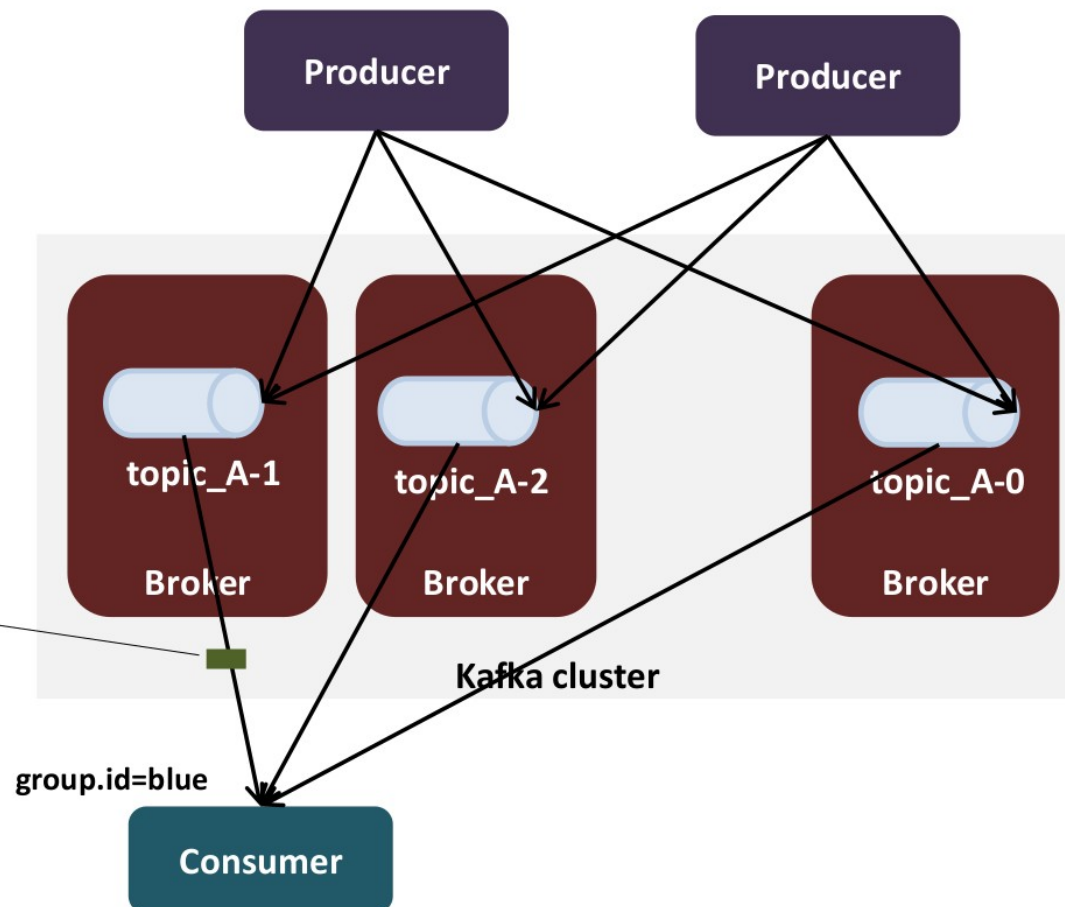 Producer
Producer
topic_A-1
topic_A-2
topic_A-0
Broker
Broker
Broker
Kafka cluster
group.id=blue
Consumer